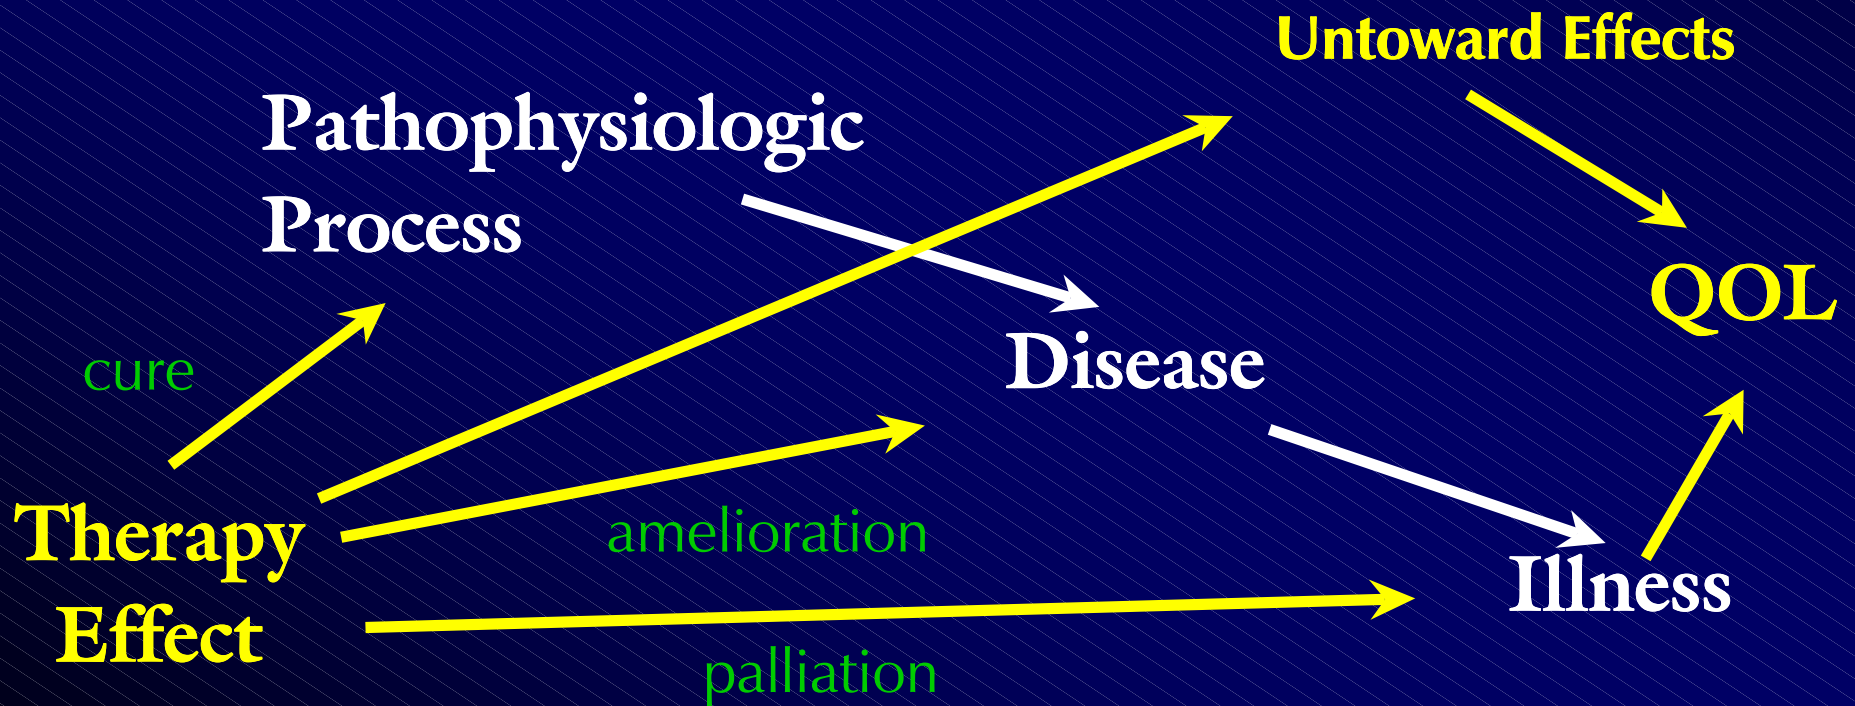 Untoward Effects
Pathophysiologic
Process
QOL
cure
Disease
Therapy
Effect
amelioration
Illness
palliation